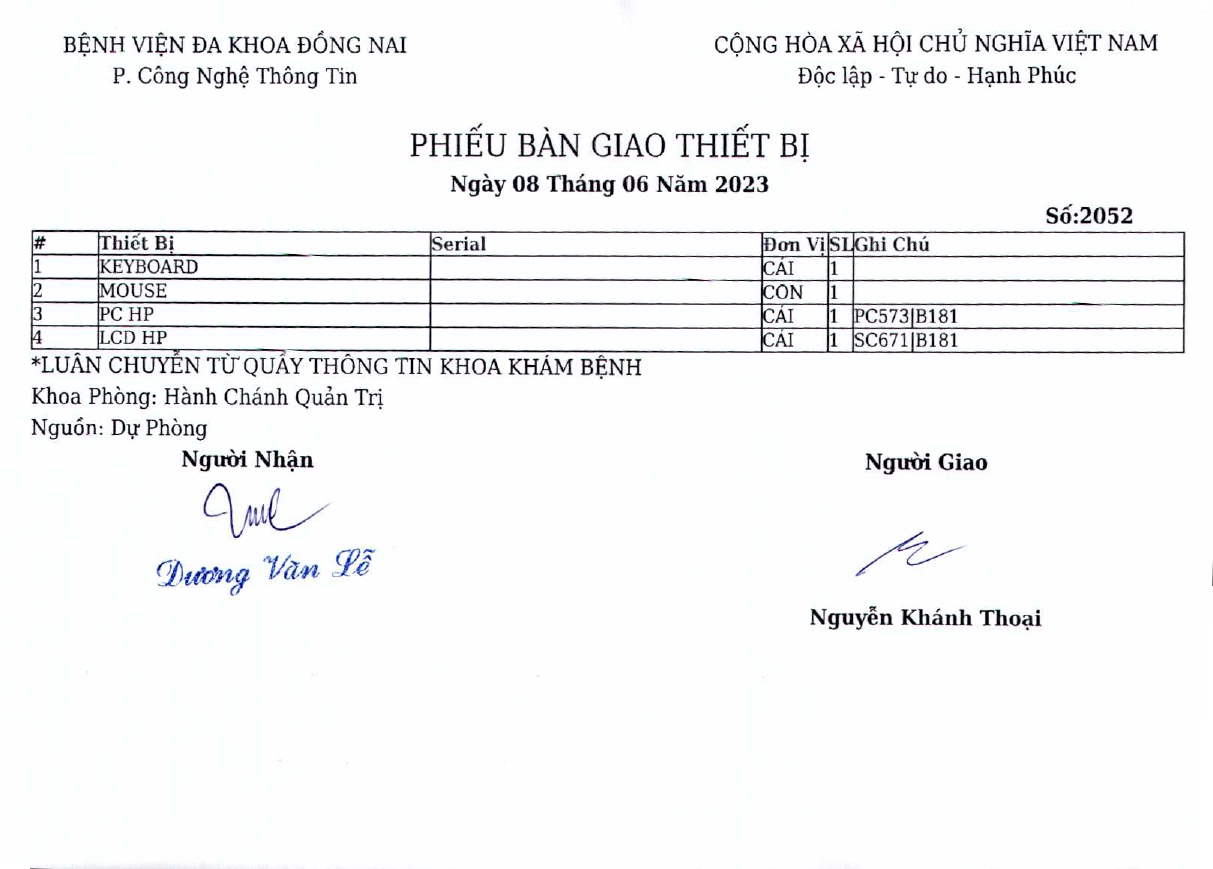 BỆNH VIỆN ĐA KHOA ĐỒNG NAI
P. Công Nghệ Thông Tin
CỘNG HÒA XÃ HỘI CHỦ NGHĨA VIỆT NAM
Độc lập - Tự do - Hạnh Phúc
PHIẾU BÀN GIAO THIẾT BỊ
Ngày 08 Tháng 06 Năm 2023
Số:2052
# Thiết Bị Serial Đơn Vị SL Ghi Chú
1 KEYBOARD CÁI 1
2 MOUSE CON 1
3 PC HP CÁI 1 PC573|B181
4 LCD HP CÁI 1 SC671|B181
*LUÂN CHUYỂN TỪ QUẦY THÔNG TIN KHOA KHÁM BỆNH
Khoa Phòng: Hành Chánh Quản Trị
Nguồn: Dự Phòng
Người Nhận
Người Giao
Dương Văn Lễ
Nguyễn Khánh Thoại